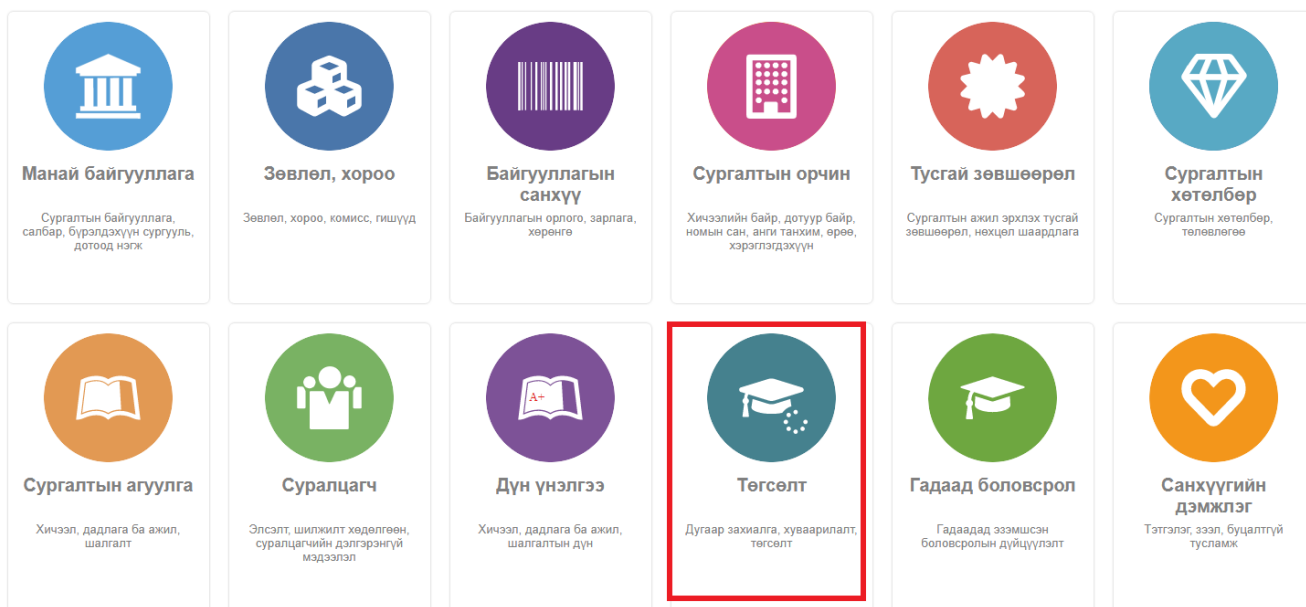 Манай байгууллага
Сургалтын байгууллага,
салбар, бүрэлдэхүүн сургууль,
дотоод нэгж
Зөвлөл, хороо
Зөвлөл, хороо, комисс, гишүүд
Байгууллагын
санхүү
Байгууллагын орлого, зарлага,
хөрөнгө
Сургалтын орчин
Хичээлийн байр, дотуур байр,
номын сан, анги танхим, өрөө,
хэрэглэгдэхүүн
Тусгай зөвшөөрөл
Сургалтын ажил эрхлэх тусгай
зөвшөөрөл, нөхцөл шаардлага
Сургалтын
хөтөлбөр
Сургалтын хөтөлбөр,
төлөвлөгөө
Сургалтын агуулга
Хичээл, дадлага ба ажил,
шалгалт
Суралцагч
Элсэлт, шилжилт хөдөлгөөн,
суралцагчийн дэлгэрэнгүй
мэдээлэл
A+
Дүн үнэлгээ
Хичээл, дадлага ба ажил,
шалгалтын дүн
Төгсөлт
Дугаар захиалга, хуваарилалт,
төгсөлт
Гадаад боловсрол
Гадаадад эзэмшсэн
боловсролын дүйцүүлэлт
Санхүүгийн
дэмжлэг
Тэтгэлэг, зээл, буцалтгүй
тусламж